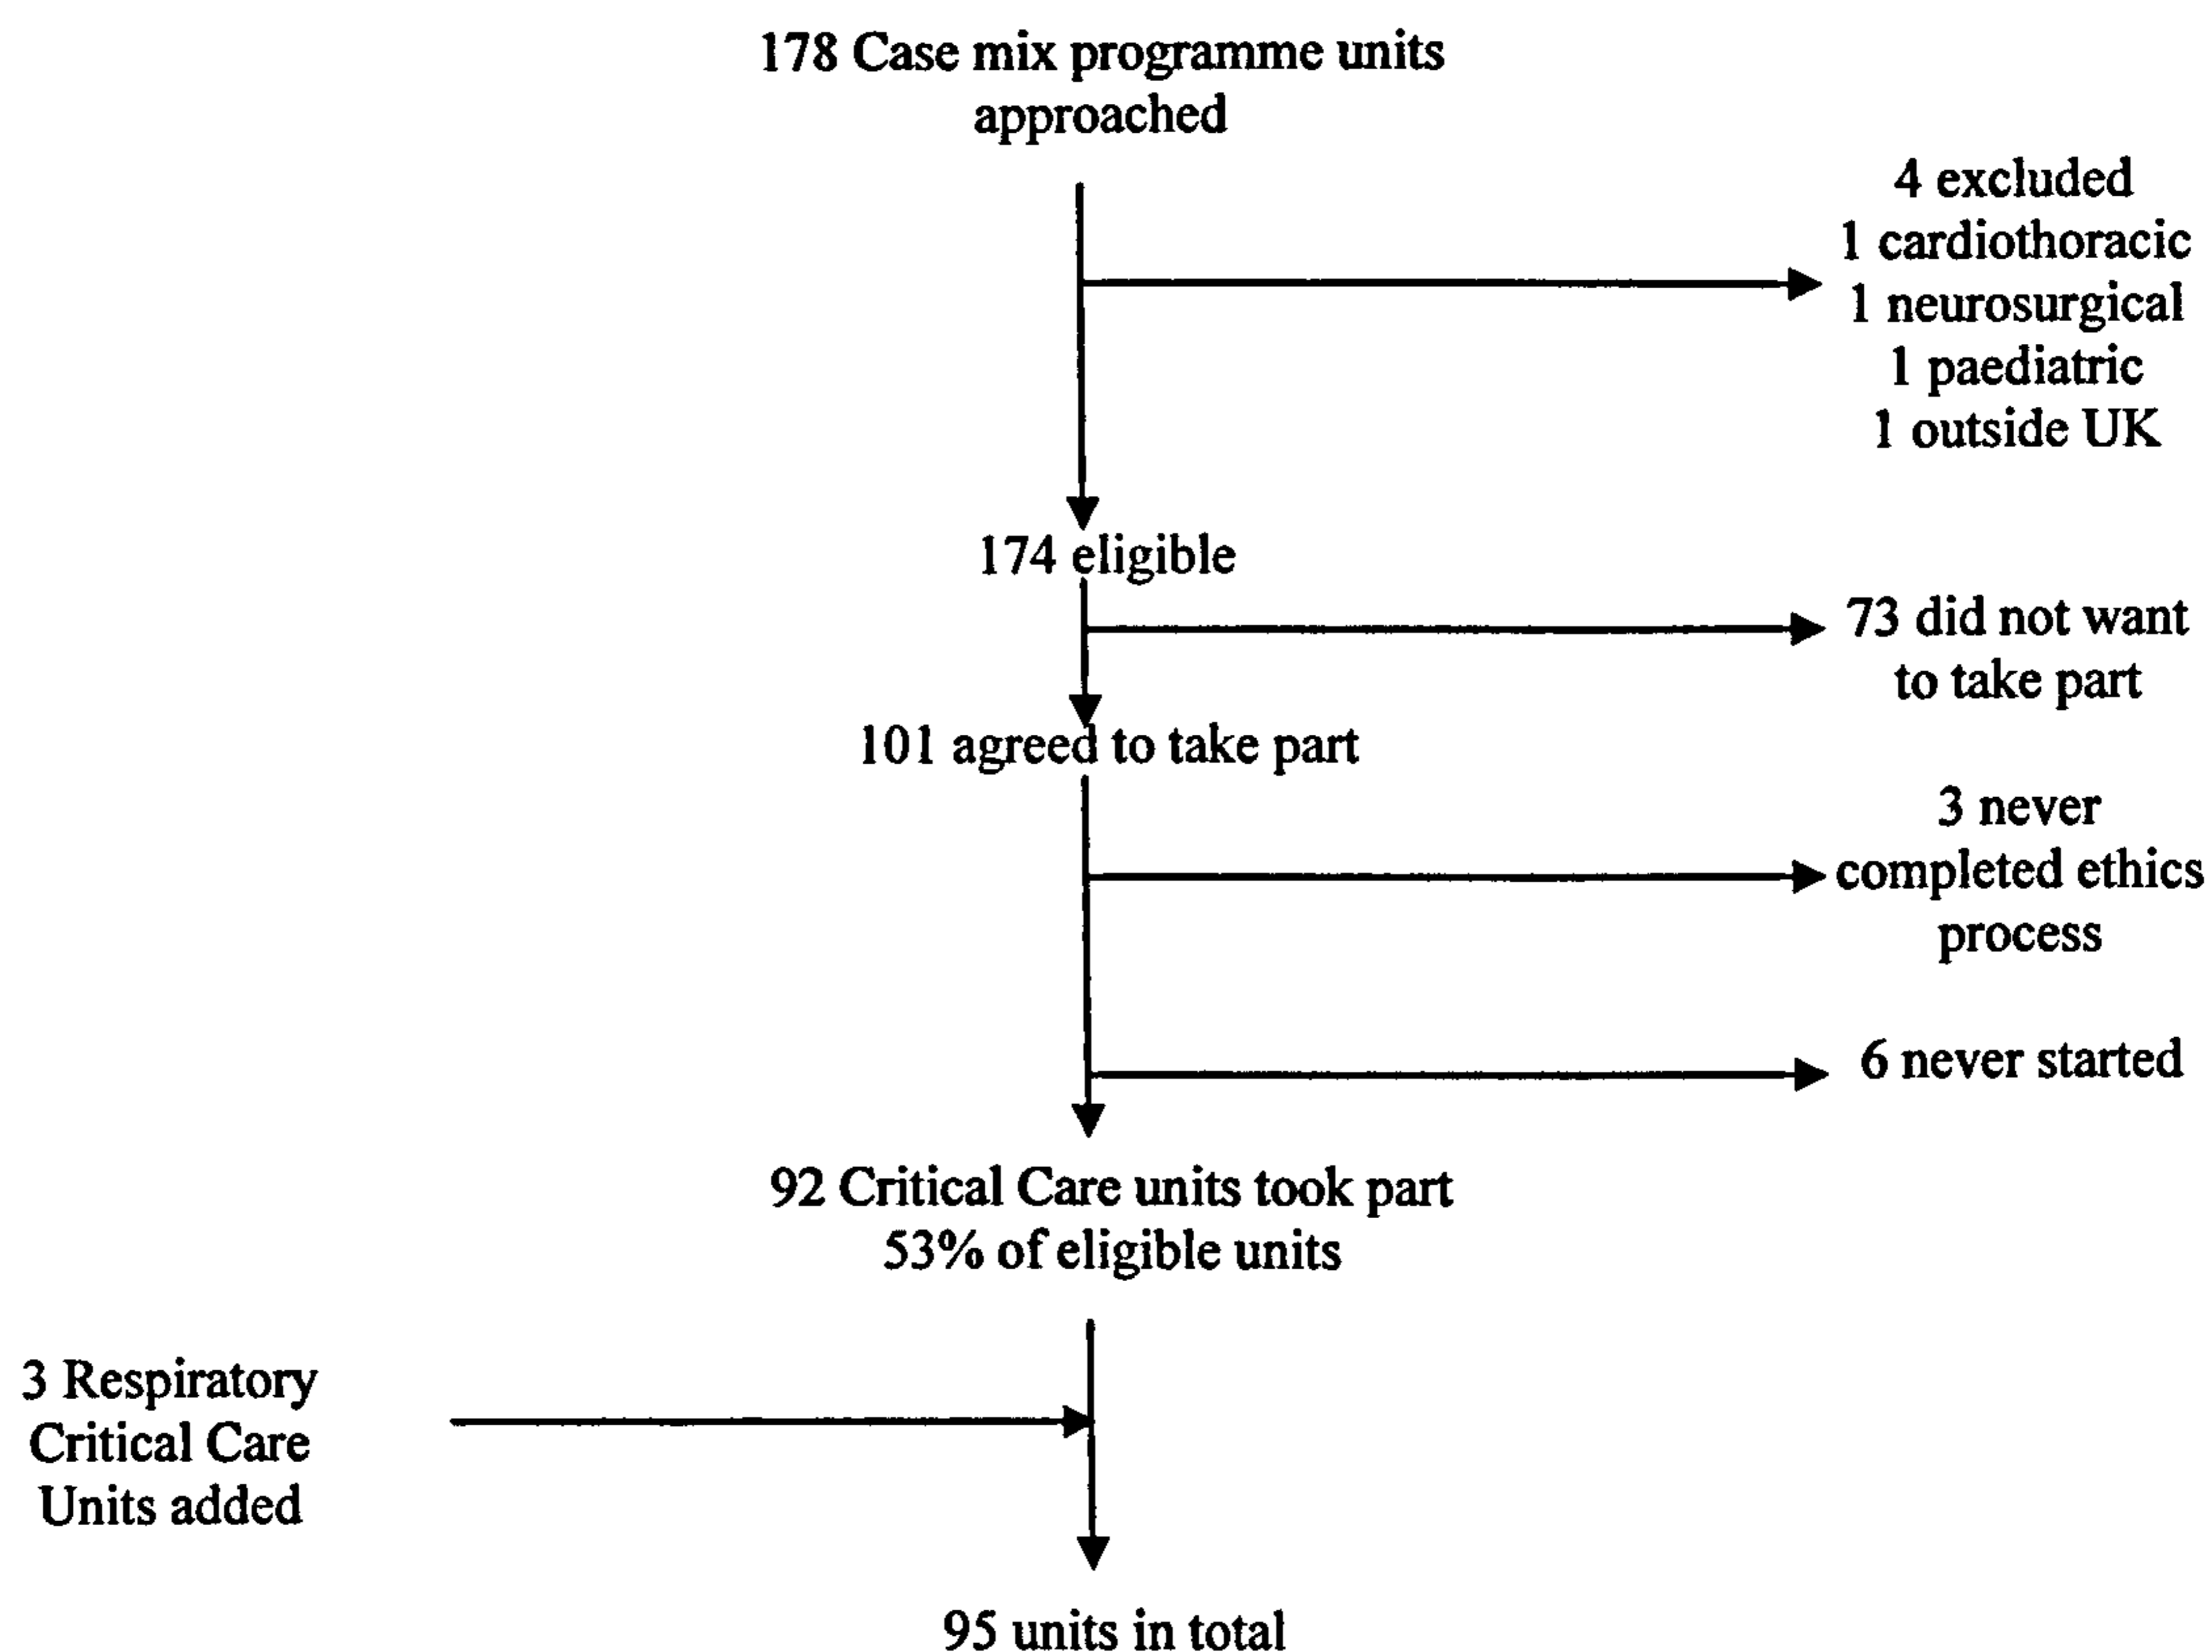 178 Case mix programme units
approached
4 excluded
1 cardiothoracic
1 neurosurgical
1 paediatric
1 outside UK
174 eligible
73 did not want
to take part
101 agreed to take part
3 never
completed ethics
process
6 never started
92 Critical Care units took part
53% of eligible units
3 Respiratory
Critical Care
Units added
95 units in total